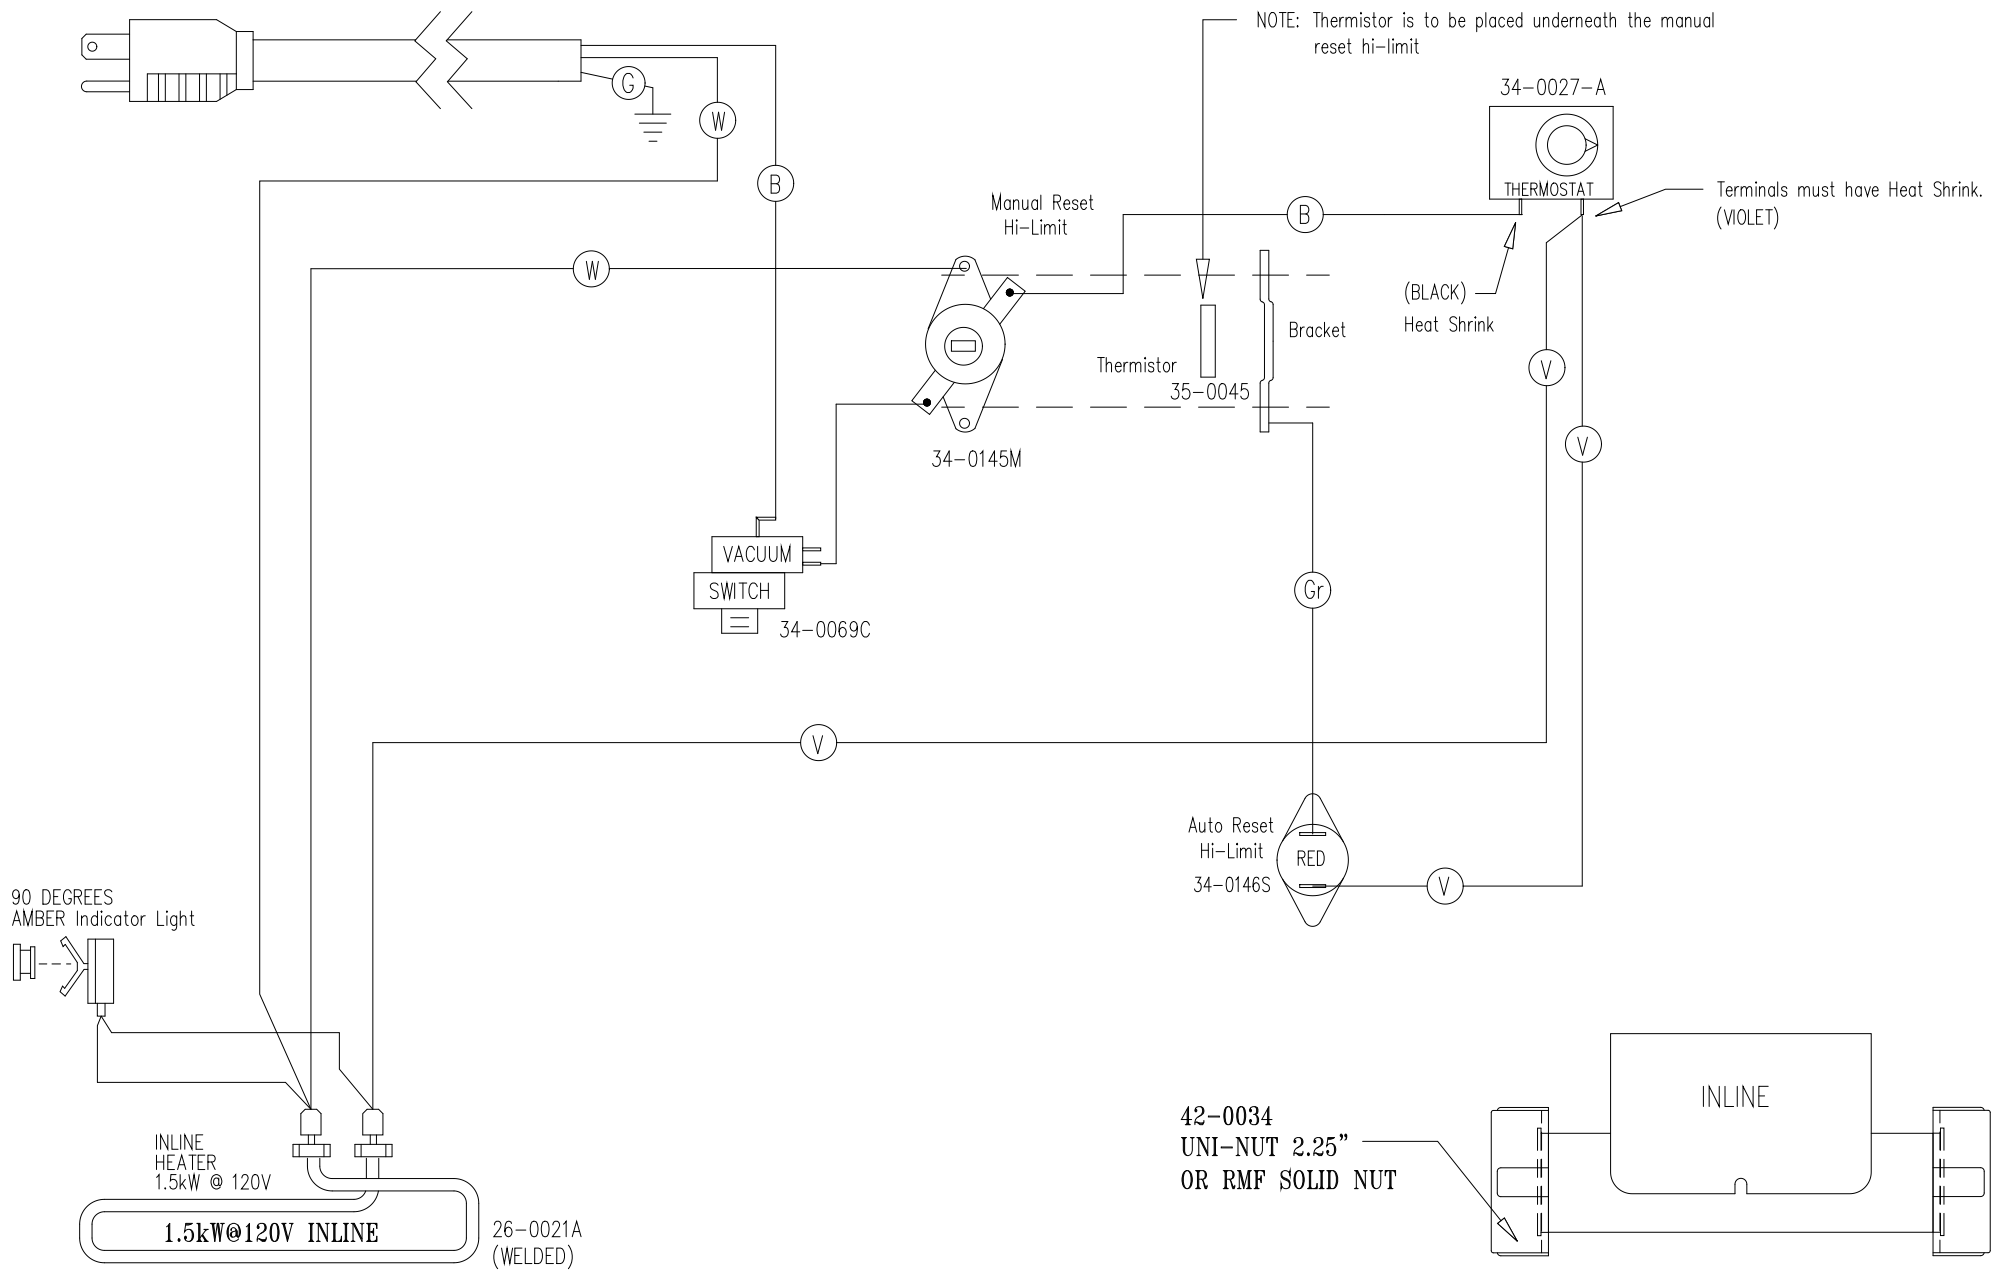 NOTE: Thermistor is to be placed underneath the manual
reset hi-limit
G
W
B
34-0027-A
THERMOSTAT
Terminals must have Heat Shrink.
(VIOLET)
Manual Reset
Hi-Limit
B
W
(BLACK)
Heat Shrink
Bracket
Thermistor
35-0045
V
V
34-0145M
VACUUM
SWITCH
34-0069C
Gr
V
Auto Reset
Hi-Limit
34-0146S
RED
V
90 DEGREES
AMBER Indicator Light
INLINE
HEATER
1.5kW @ 120V
1.5kW@120V INLINE
26-0021A
(WELDED)
INLINE
42-0034
UNI-NUT 2.25”
OR RMF SOLID NUT